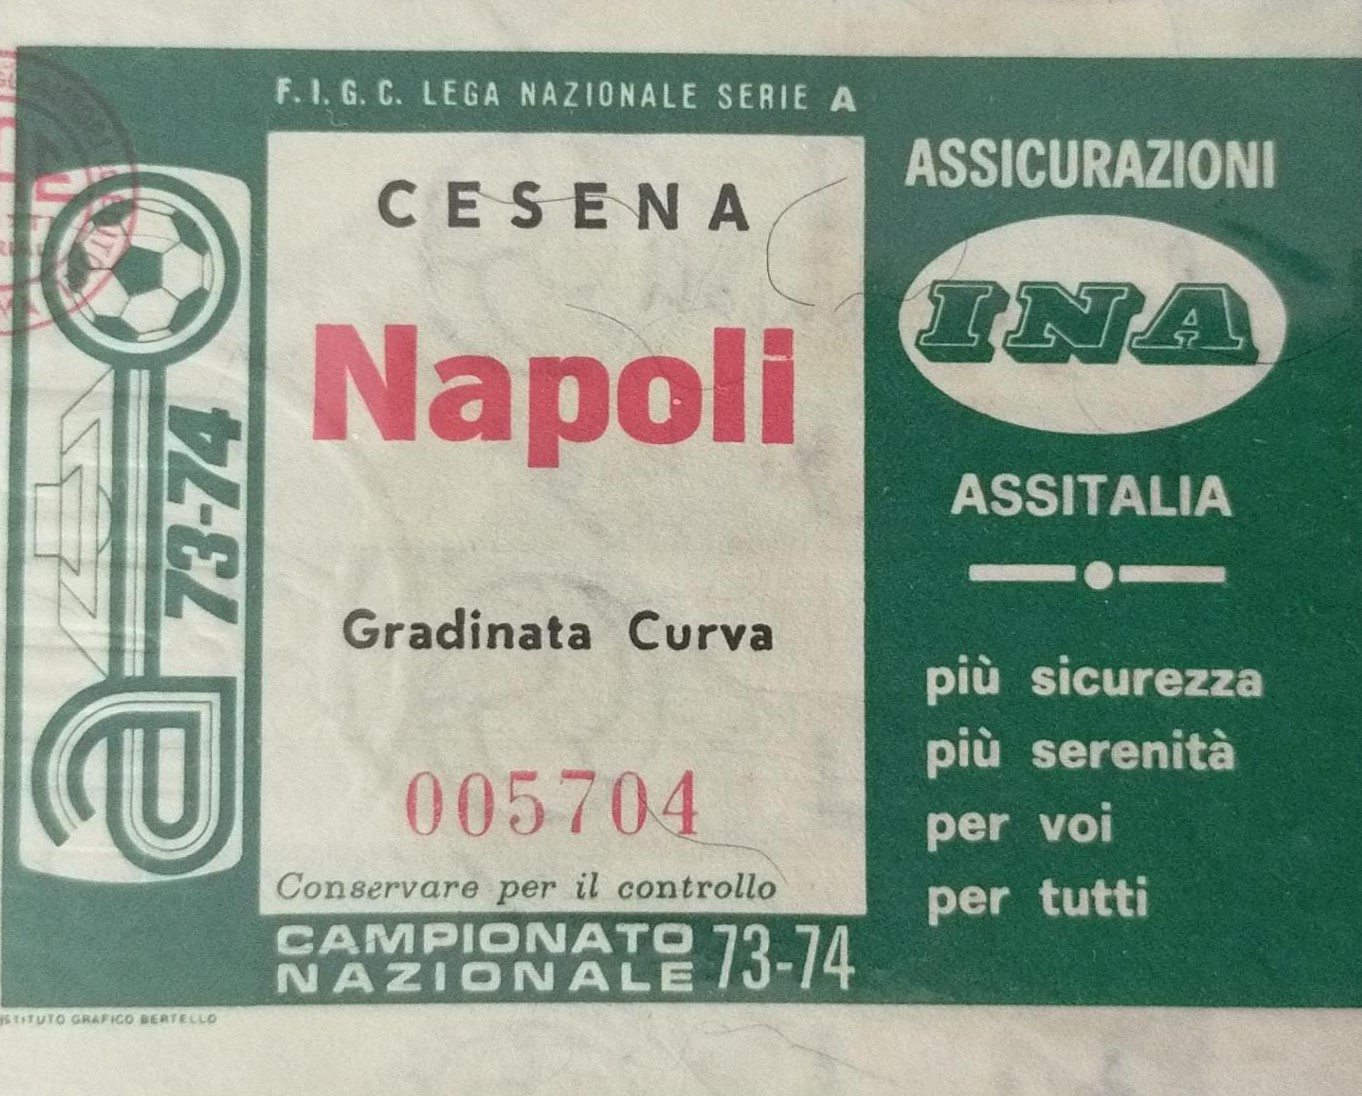 F.I.G.C. LEGA NAZIONALE SERIE A
CESENA
Napoli
Gradinata Curva
005704
Conservare per il controllo
CAMPIONATO
NAZIONALE 73-74
a 73-74
ASSICURAZIONI
INA
ASSITALIA
più sicurezza
più serenità
per voi
per tutti
GRAFICO BERTELLO